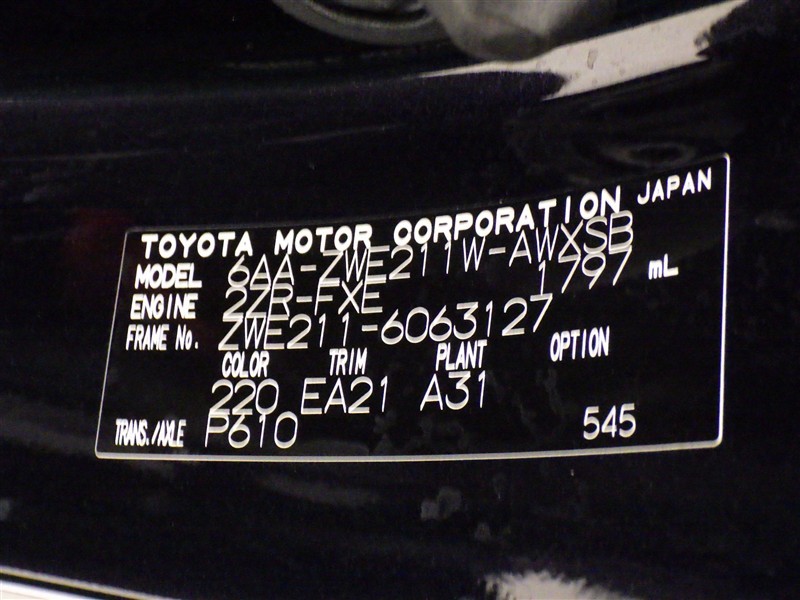 TOYOTA MOTOR CORPORATION JAPAN
MODEL 6AA-ZWE211W-AWXSB
ENGINE 2ZR-FXE 1797 mL
FRAME No. ZWE211-6063127
COLOR TRIM PLANT OPTION
220 EA21 A31
TRANS./AXLE P610 545